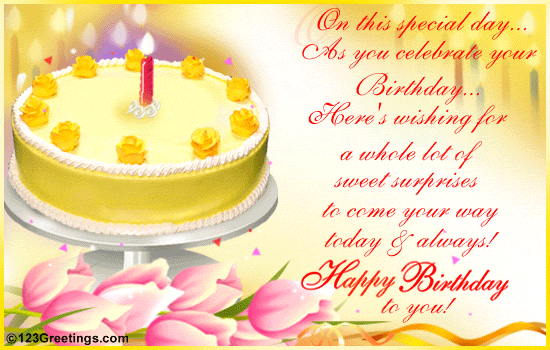 On this special day...
As you celebrate your
Birthday...
Here's wishing for
a whole lot of
sweet surprises
to come your way
today & always!
Happy Birthday
to you!
©123Greetings.com